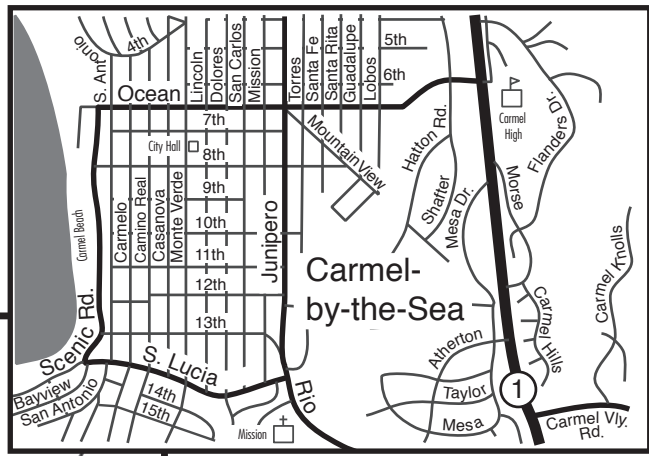 4th
S. Antonio
Ocean
Lincoln
Dolores
San Carlos
Mission
Torres
Santa Fe
Santa Rita
Guadalupe
Lobos
5th
6th
7th
City Hall
8th
9th
10th
11th
12th
13th
Carmel Beach
Carmelo
Camino Real
Casanova
Monte Verde
Junipero
Mountain View
Hatton Rd.
Shafter
Mesa Dr.
Morse
Flanders Dr.
Carmel
High
Carmel-
by-the-Sea
Carmel Knolls
Carmel Hills
Scenic Rd.
S. Lucia
Rio
Bayview
San Antonio
14th
15th
Mission
Atherton
Taylor
Mesa
1
Carmel Vly.
Rd.